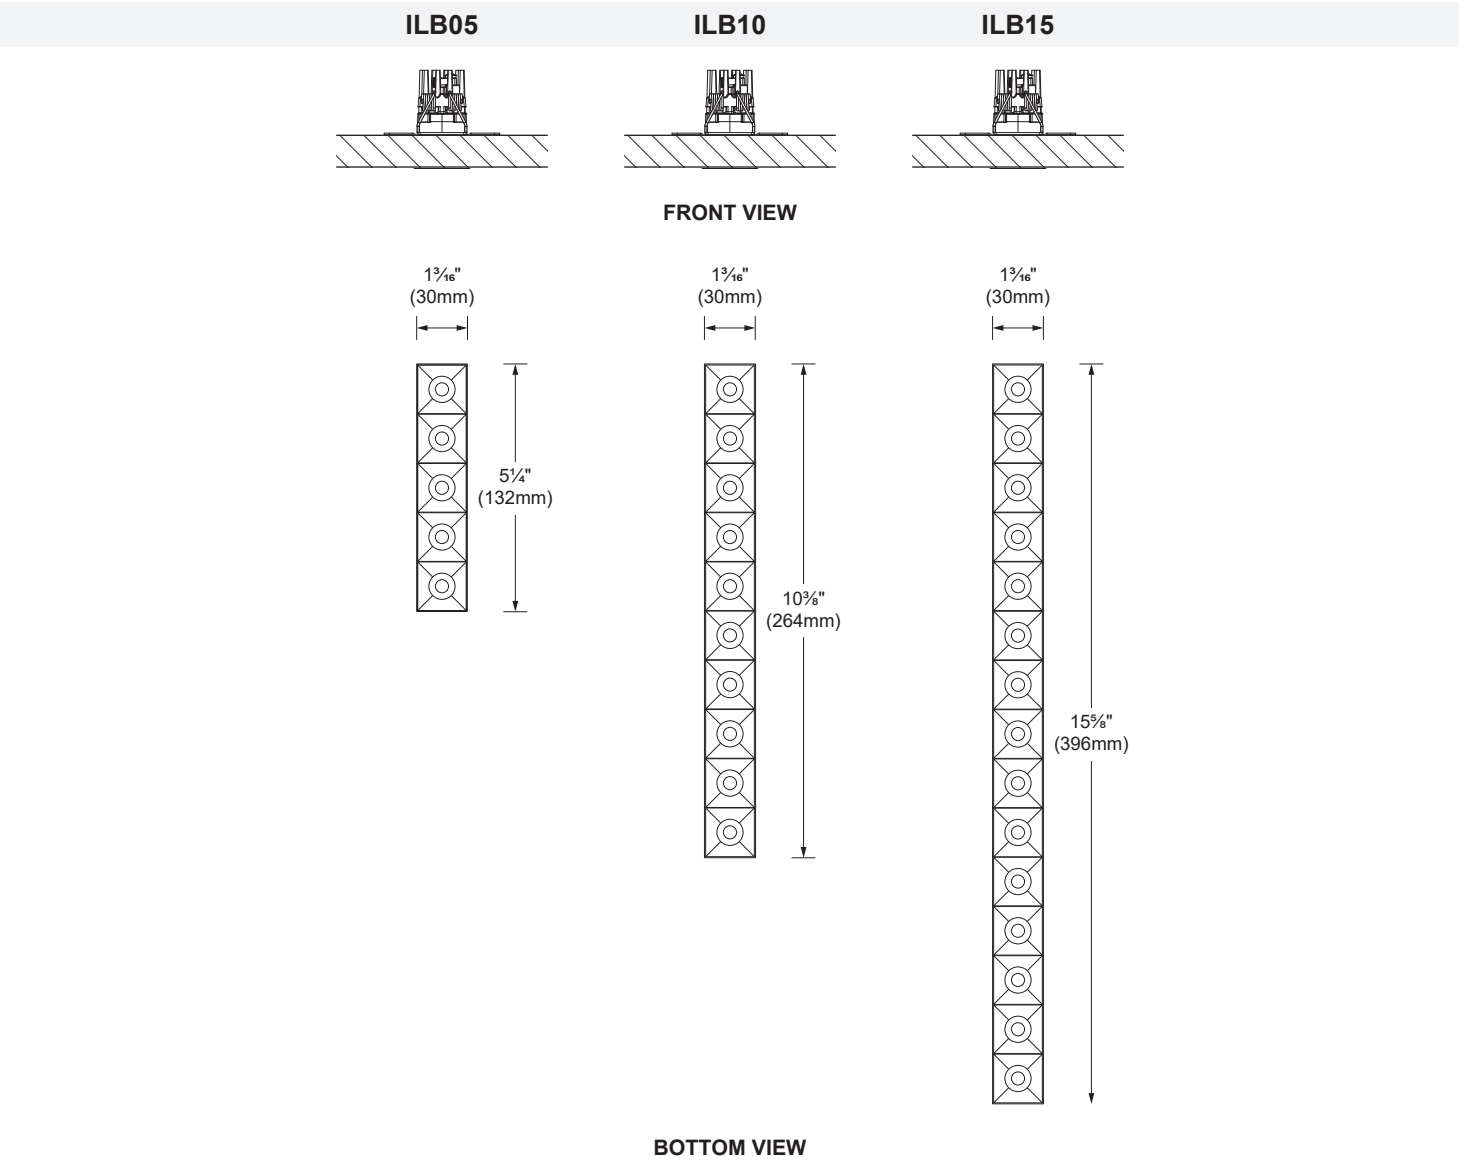 ILB05 ILB10 ILB15
FRONT VIEW
1³⁄₁₆" 1³⁄₁₆" 1³⁄₁₆"
(30mm) (30mm) (30mm)
5¼"
(132mm)
10⅜"
(264mm)
15⅝"
(396mm)
BOTTOM VIEW